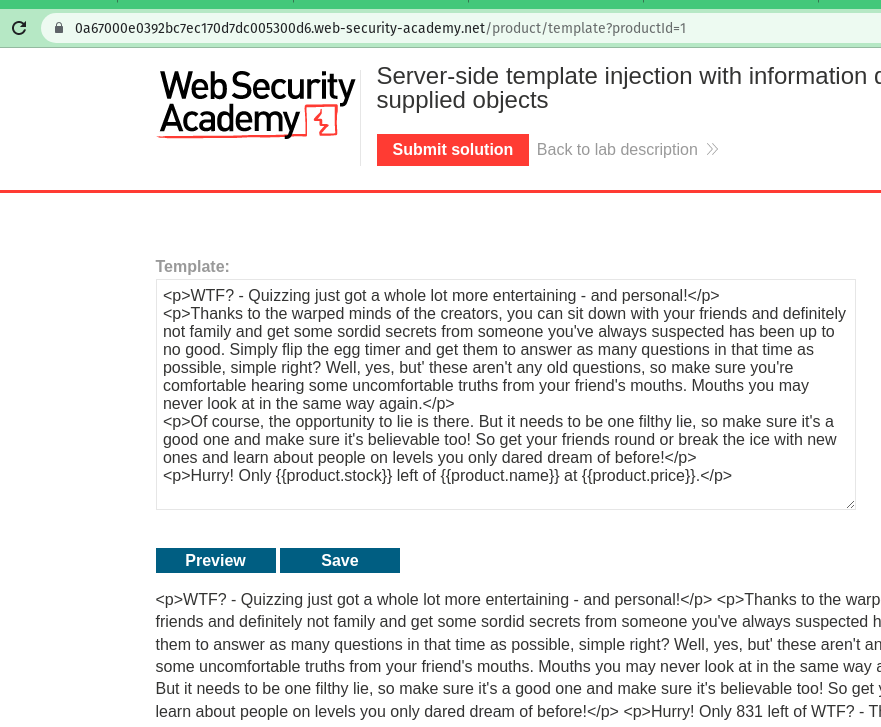 0a67000e0392bc7ec170d7dc005300d6.web-security-academy.net/product/template?productId=1
Web Security
Academy
Server-side template injection with information
supplied objects
Submit solution Back to lab description
Template:
<p>WTF? - Quizzing just got a whole lot more entertaining - and personal!</p>
<p>Thanks to the warped minds of the creators, you can sit down with your friends and definitely
not family and get some sordid secrets from someone you've always suspected has been up to
no good. Simply flip the egg timer and get them to answer as many questions in that time as
possible, simple right? Well, yes, but' these aren't any old questions, so make sure you're
comfortable hearing some uncomfortable truths from your friend's mouths. Mouths you may
never look at in the same way again.</p>
<p>Of course, the opportunity to lie is there. But it needs to be one filthy lie, so make sure it's a
good one and make sure it's believable too! So get your friends round or break the ice with new
ones and learn about people on levels you only dared dream of before!</p>
<p>Hurry! Only {{product.stock}} left of {{product.name}} at {{product.price}}.</p>
Preview Save
<p>WTF? - Quizzing just got a whole lot more entertaining - and personal!</p> <p>Thanks to the warp
friends and definitely not family and get some sordid secrets from someone you've always suspected h
them to answer as many questions in that time as possible, simple right? Well, yes, but' these aren't an
some uncomfortable truths from your friend's mouths. Mouths you may never look at in the same way a
But it needs to be one filthy lie, so make sure it's a good one and make sure it's believable too! So get
learn about people on levels you only dared dream of before!</p> <p>Hurry! Only 831 left of WTF? - Th